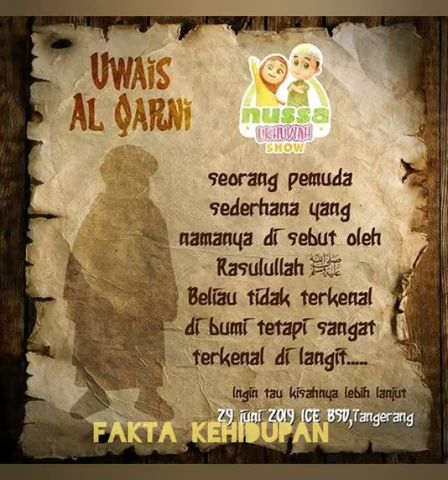 Uwais
Al Qarni
nussa
UKHUWAH
SHOW
seorang pemuda
sederhana yang
namanya di sebut oleh
Rasulullah ﷺ
Beliau tidak terkenal
di bumi tetapi sangat
terkenal di langit.....
Ingin tau kisahnya lebih lanjut
29 juni 2019 ICE BSD,Tangerang
FAKTA KEHIDUPAN